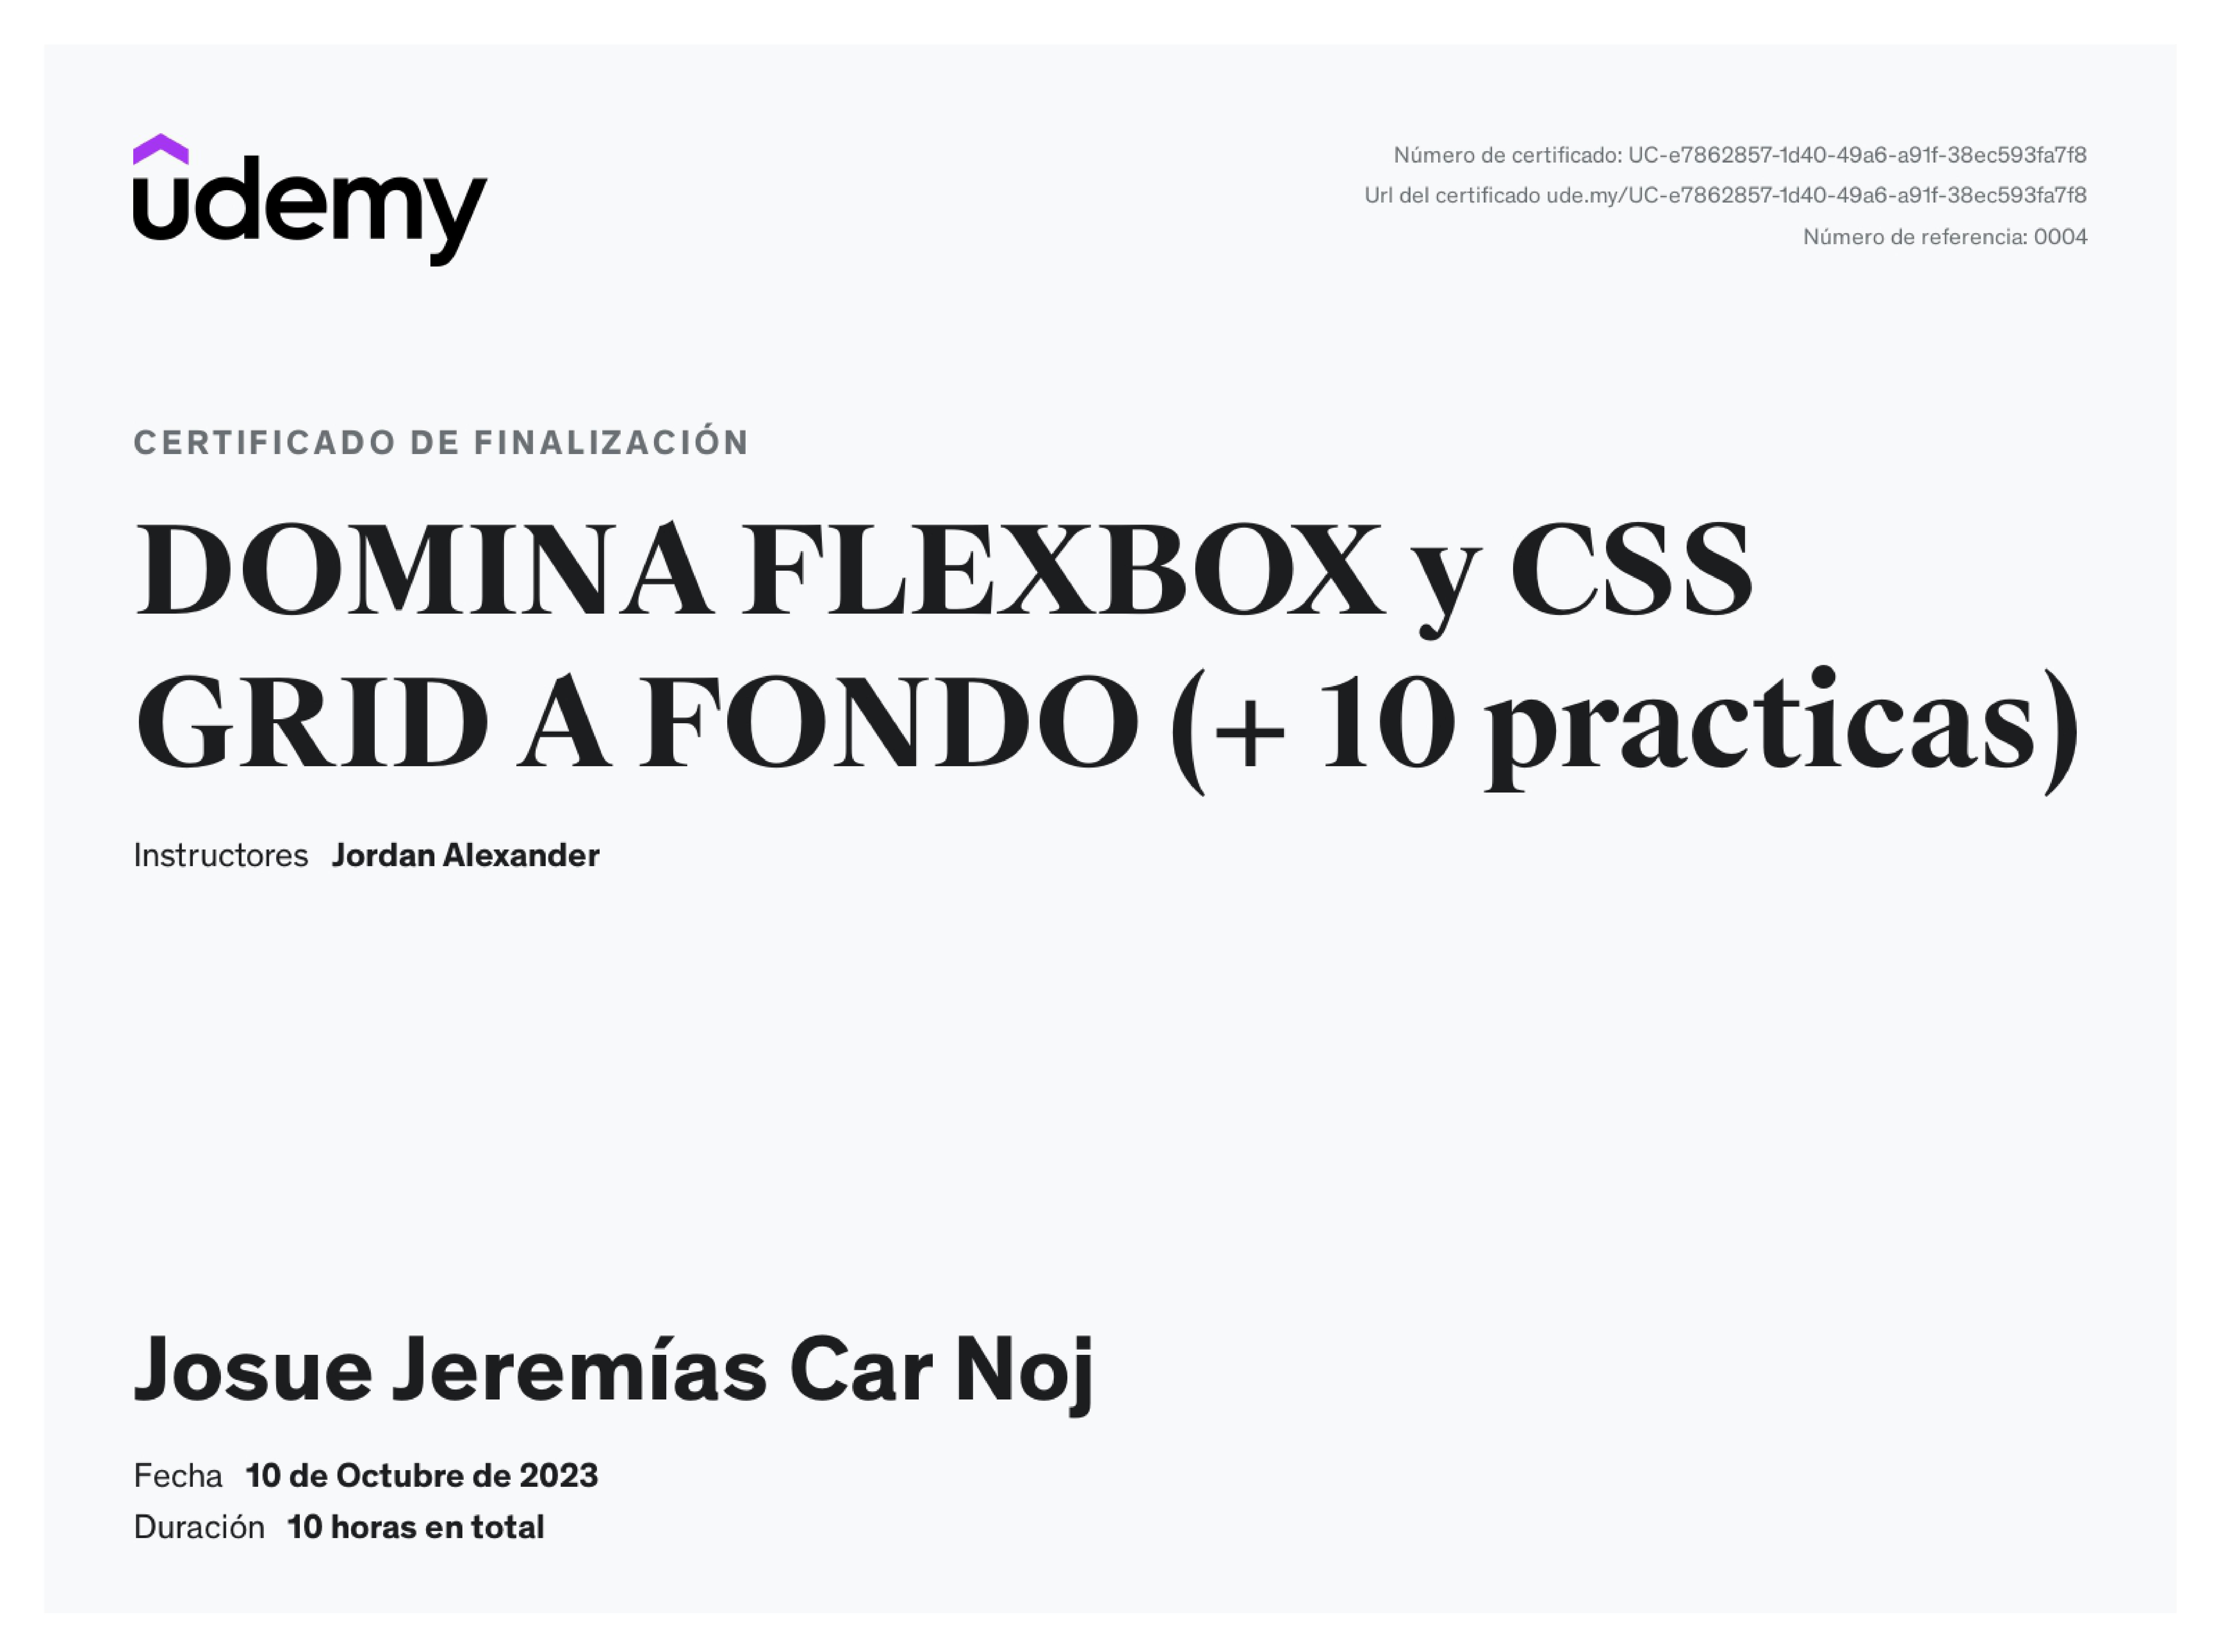 udemy
Número de certificado: UC-e7862857-1d40-49a6-a91f-38ec593fa7f8
Url del certificado ude.my/UC-e7862857-1d40-49a6-a91f-38ec593fa7f8
Número de referencia: 0004
CERTIFICADO DE FINALIZACIÓN
DOMINA FLEXBOX y CSS
GRID A FONDO (+ 10 practicas)
Instructores Jordan Alexander
Josue Jeremías Car Noj
Fecha 10 de Octubre de 2023
Duración 10 horas en total